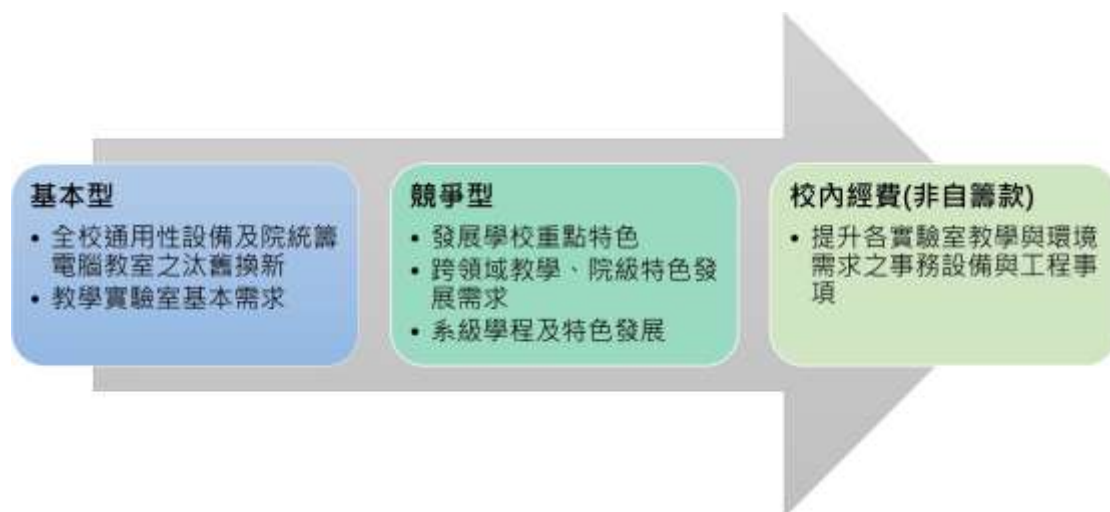 基本型
• 全校通用性設備及院統籌
電腦教室之汰舊換新
• 教學實驗室基本需求
競爭型
• 發展學校重點特色
• 跨領域教學、院級特色發
展需求
• 系級學程及特色發展
校內經費(非自籌款)
• 提升各實驗室教學與環境
需求之事務設備與工程事
項